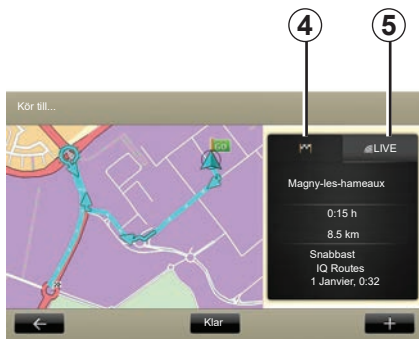 4 5
Kör till...
GO
LIVE
Magny-les-hameaux
0:15 h
8.5 km
Snabbast
IQ Routes
1 Janvier, 0:32
Klar